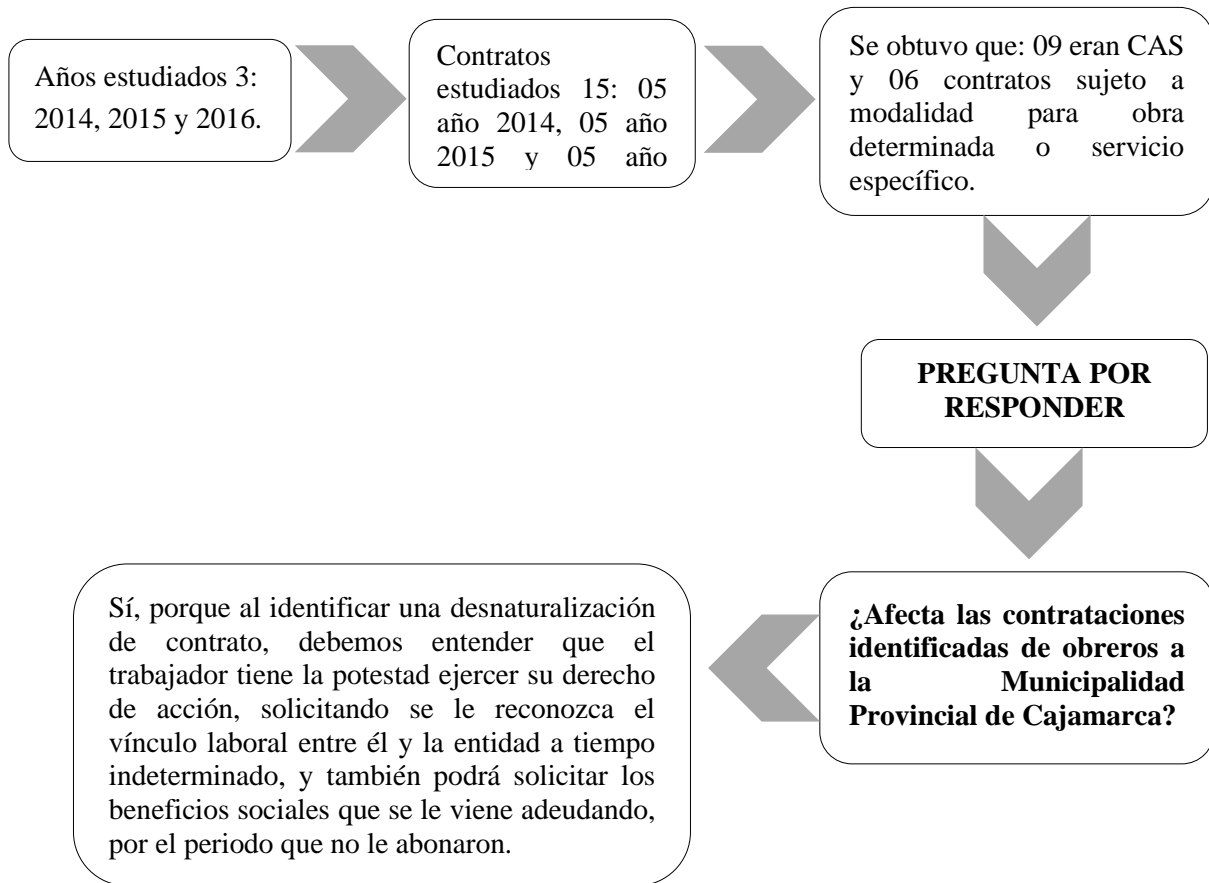 Años estudiados 3:
2014, 2015 y 2016.
Contratos
estudiados 15: 05
año 2014, 05 año
2015 y 05 año
Se obtuvo que: 09 eran CAS
y 06 contratos sujeto a
modalidad para obra
determinada o servicio
específico.
PREGUNTA POR
RESPONDER
¿Afecta las contrataciones
identificadas de obreros a
la Municipalidad
Provincial de Cajamarca?
Sí, porque al identificar una desnaturalización
de contrato, debemos entender que el
trabajador tiene la potestad ejercer su derecho
de acción, solicitando se le reconozca el
vínculo laboral entre él y la entidad a tiempo
indeterminado, y también podrá solicitar los
beneficios sociales que se le viene adeudando,
por el periodo que no le abonaron.